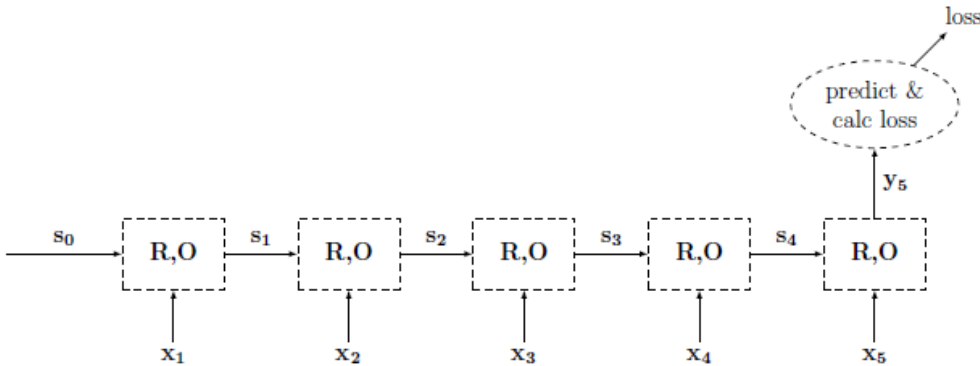 loss
predict &
calc loss
y₅
s₀ s₁ s₂ s₃ s₄
R,O R,O R,O R,O R,O
x₁ x₂ x₃ x₄ x₅